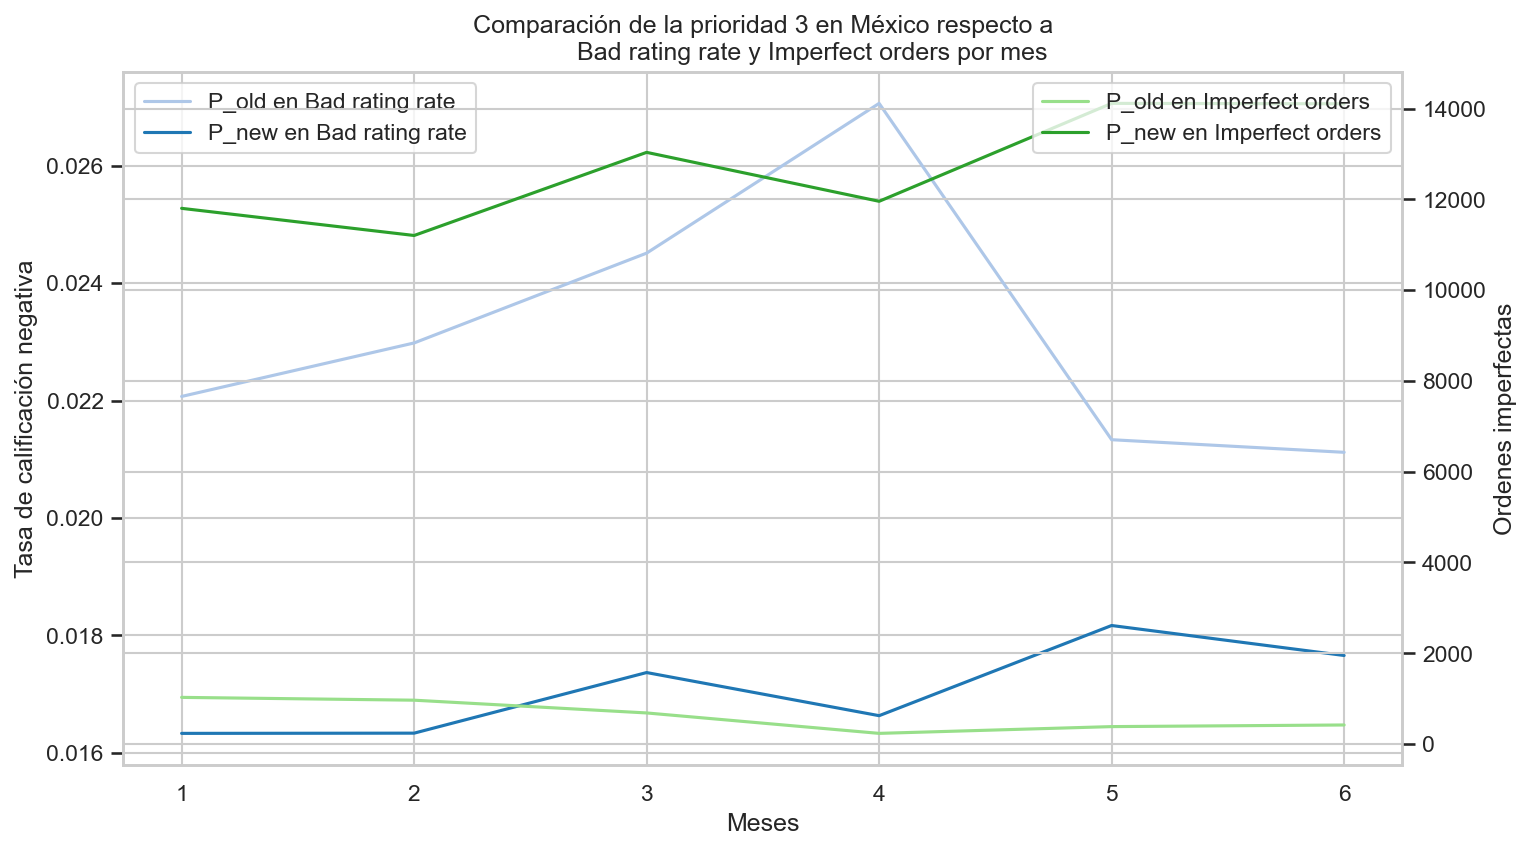 Comparación de la prioridad 3 en México respecto a
Bad rating rate y Imperfect orders por mes
P_old en Bad rating rate
P_new en Bad rating rate
P_old en Imperfect orders
P_new en Imperfect orders
Tasa de calificación negativa
0.026
0.024
0.022
0.020
0.018
0.016
14000
12000
10000
8000
6000
4000
2000
0
Ordenes imperfectas
1 2 3 4 5 6
Meses